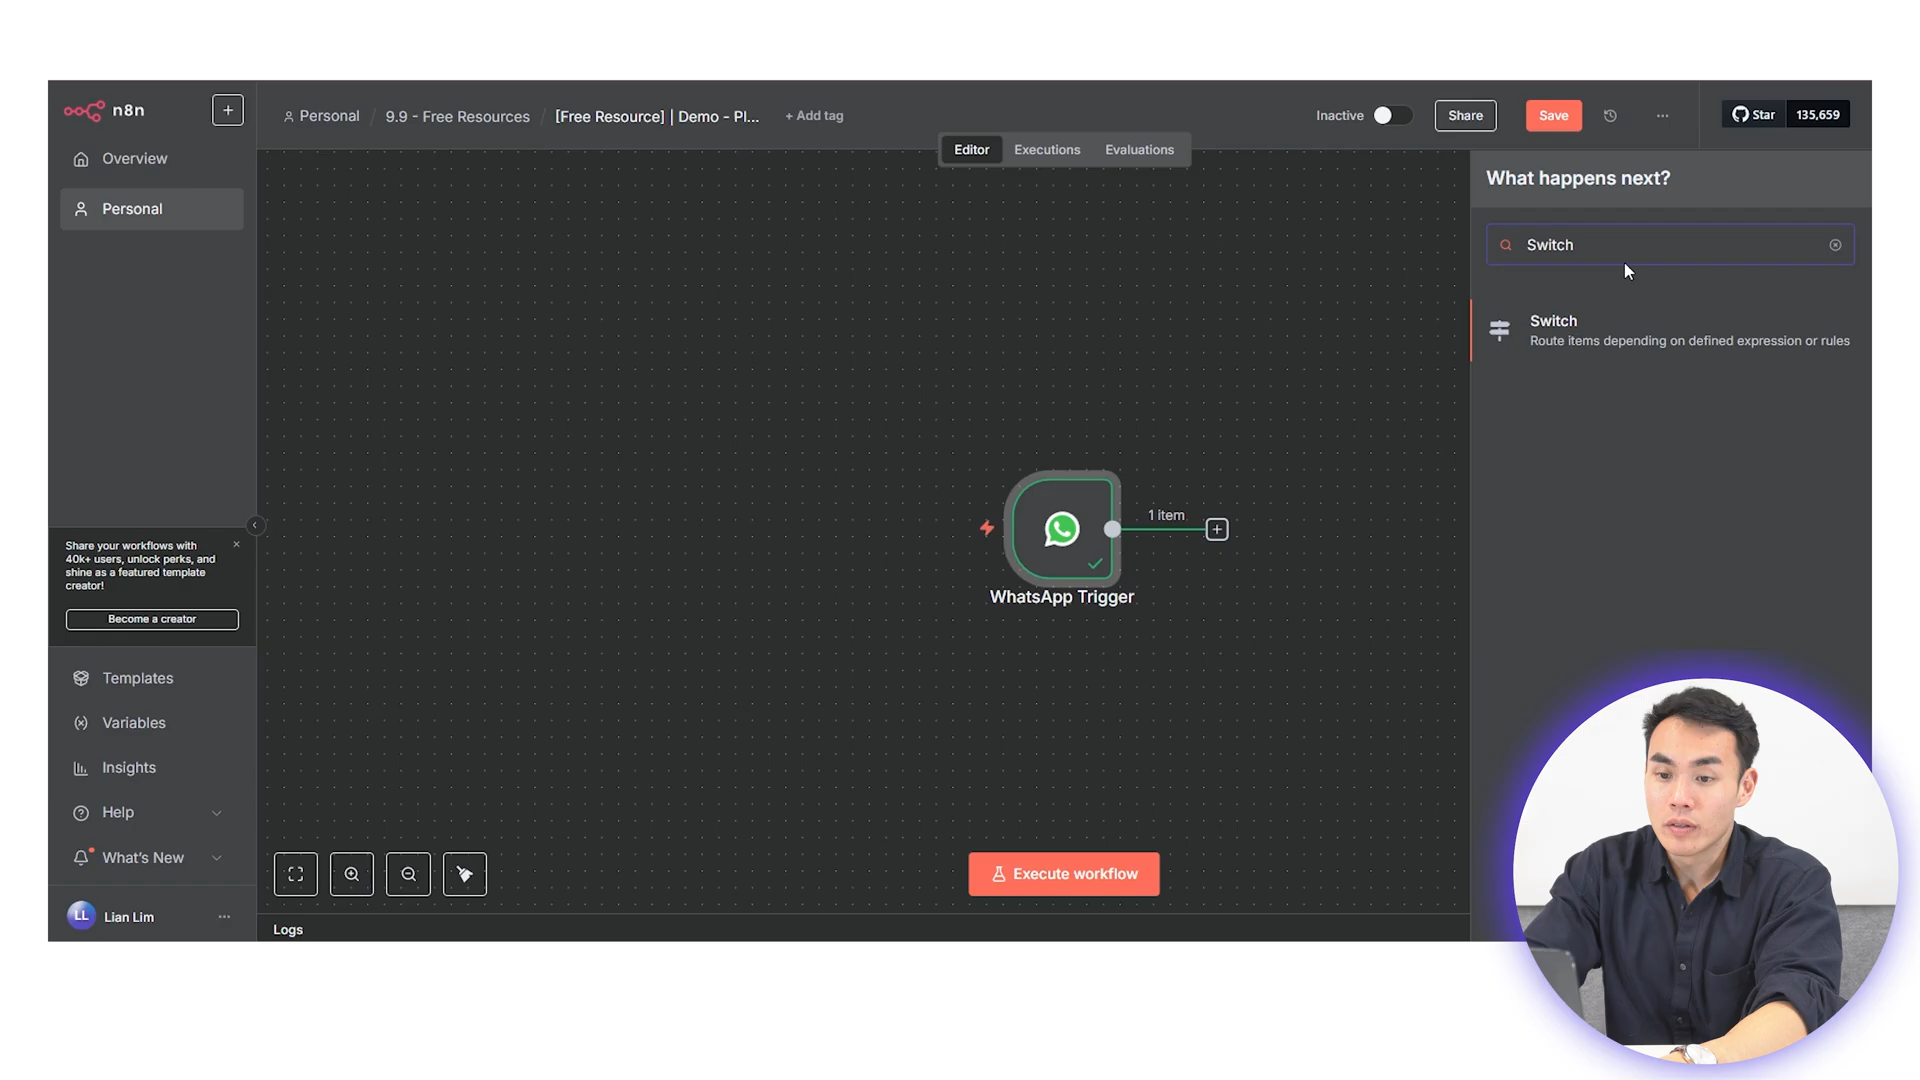 n8n
+
Personal / 9.9 - Free Resources / [Free Resource] | Demo - Pl... + Add tag
Inactive
Share
Save
...
Star 135,659
Editor Executions Evaluations
Overview
Personal
What happens next?
Switch
Switch
Route items depending on defined expression or rules
1 item
WhatsApp Trigger
Share your workflows with
40k+ users, unlock perks, and
shine as a featured template
creator!
Become a creator
Templates
Variables
Insights
Help
What's New
LL Lian Lim ...
Execute workflow
Logs